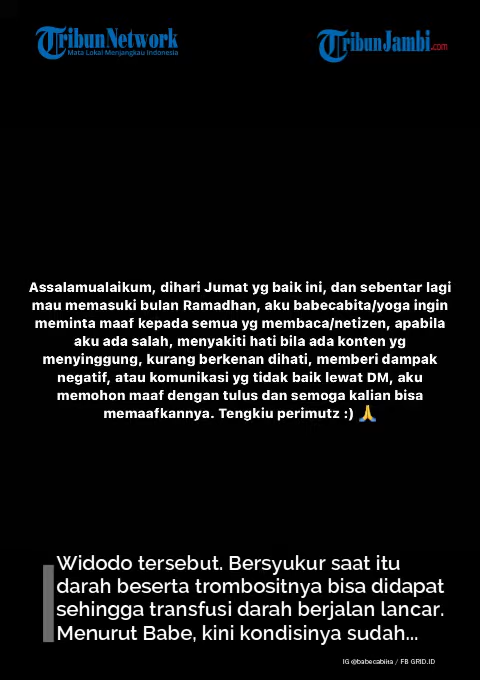 Tribun Network
Mata Lokal Menjangkau Indonesia
TribunJambi.com
Assalamualaikum, dihari Jumat yg baik ini, dan sebentar lagi
mau memasuki bulan Ramadhan, aku babecabita/yoga ingin
meminta maaf kepada semua yg membaca/netizen, apabila
aku ada salah, menyakiti hati bila ada konten yg
menyinggung, kurang berkenan dihati, memberi dampak
negatif, atau komunikasi yg tidak baik lewat DM, aku
memohon maaf dengan tulus dan semoga kalian bisa
memaafkannya. Tengkiu perimutz :) 🙏
Widodo tersebut. Bersyukur saat itu
darah beserta trombositnya bisa didapat
sehingga transfusi darah berjalan lancar.
Menurut Babe, kini kondisinya sudah...
IG @babecabiita / FB GRID.ID